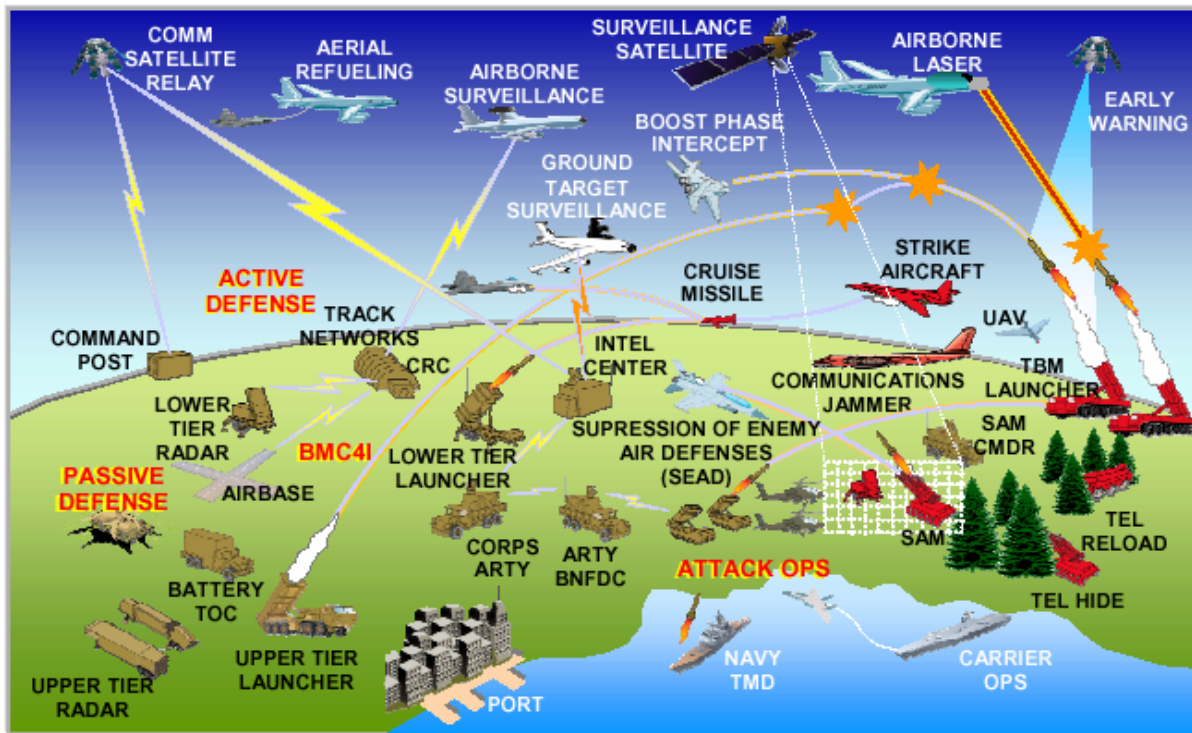 COMM
SATELLITE
RELAY
AERIAL
REFUELING
AIRBORNE
SURVEILLANCE
SURVEILLANCE
SATELLITE
AIRBORNE
LASER
EARLY
WARNING
BOOST PHASE
INTERCEPT
GROUND
TARGET
SURVEILLANCE
ACTIVE
DEFENSE
CRUISE
MISSILE
STRIKE
AIRCRAFT
UAV
COMMAND
POST
TRACK
NETWORKS
CRC
INTEL
CENTER
COMMUNICATIONS
JAMMER
TBM
LAUNCHER
LOWER
TIER
RADAR
BMC4I
LOWER TIER
LAUNCHER
SUPRESSION OF ENEMY
AIR DEFENSES
(SEAD)
SAM
CMDR
PASSIVE
DEFENSE
AIRBASE
SAM
TEL
RELOAD
BATTERY
TOC
CORPS
ARTY
ARTY
BNFDC
ATTACK OPS
TEL HIDE
UPPER TIER
RADAR
UPPER TIER
LAUNCHER
PORT
NAVY
TMD
CARRIER
OPS